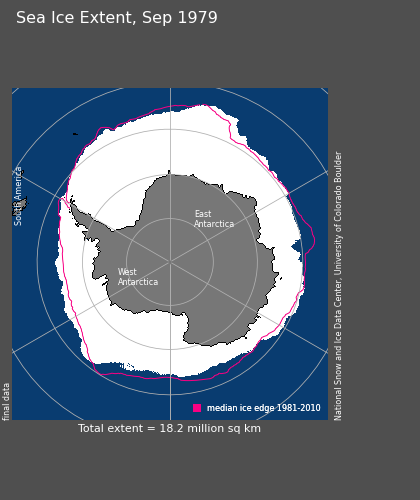 Sea Ice Extent, Sep 1979
South America
East
Antarctica
West
Antarctica
National Snow and Ice Data Center, University of Colorado Boulder
final data
median ice edge 1981-2010
Total extent = 18.2 million sq km